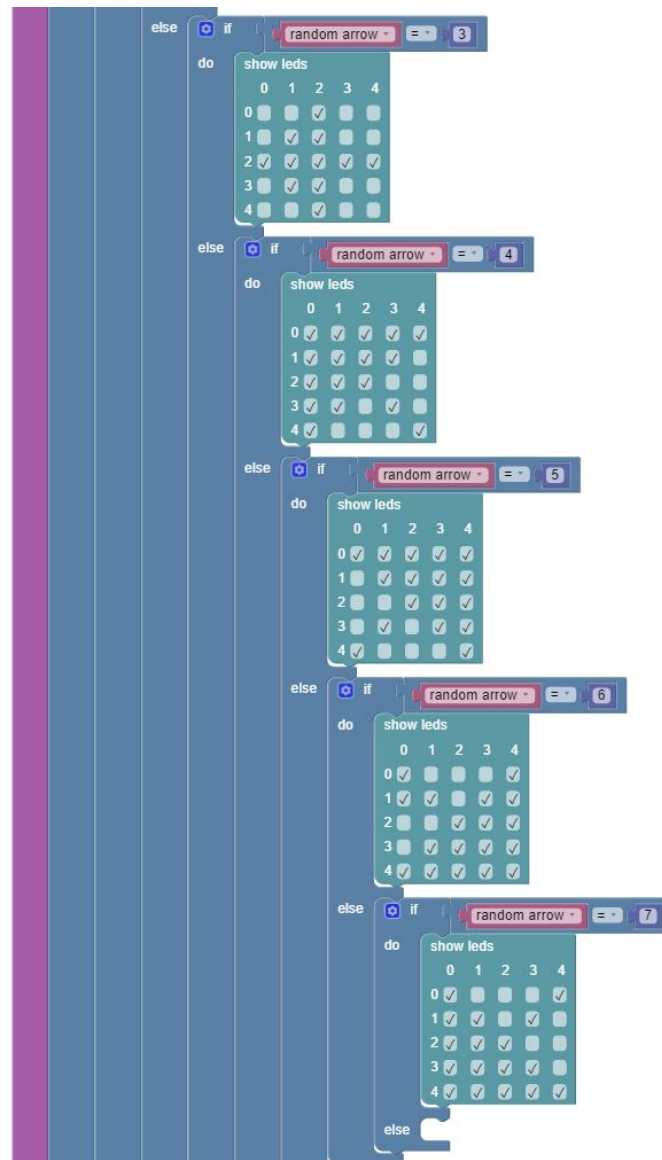 else if random arrow = 3
do show leds
0 1 2 3 4
0
1
2
3
4
else if random arrow = 4
do show leds
0 1 2 3 4
0
1
2
3
4
else if random arrow = 5
do show leds
0 1 2 3 4
0
1
2
3
4
else if random arrow = 6
do show leds
0 1 2 3 4
0
1
2
3
4
else if random arrow = 7
do show leds
0 1 2 3 4
0
1
2
3
4
else